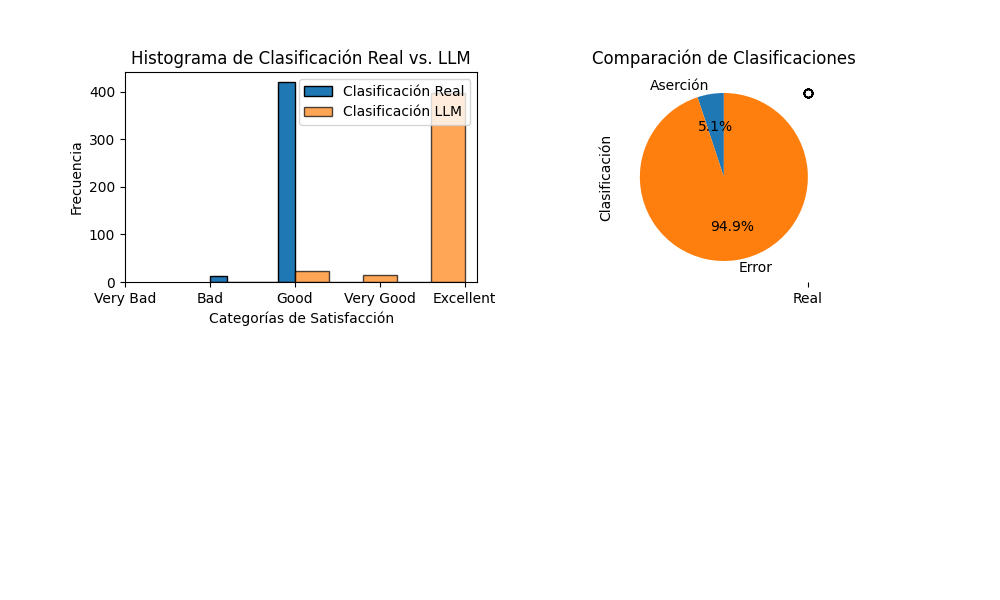 Histograma de Clasificación Real vs. LLM
Frecuencia
400
300
200
100
0
Clasificación Real
Clasificación LLM
Very Bad
Bad
Good
Very Good
Excellent
Categorías de Satisfacción
Comparación de Clasificaciones
Clasificación
Aserción
5.1%
94.9%
Error
Real